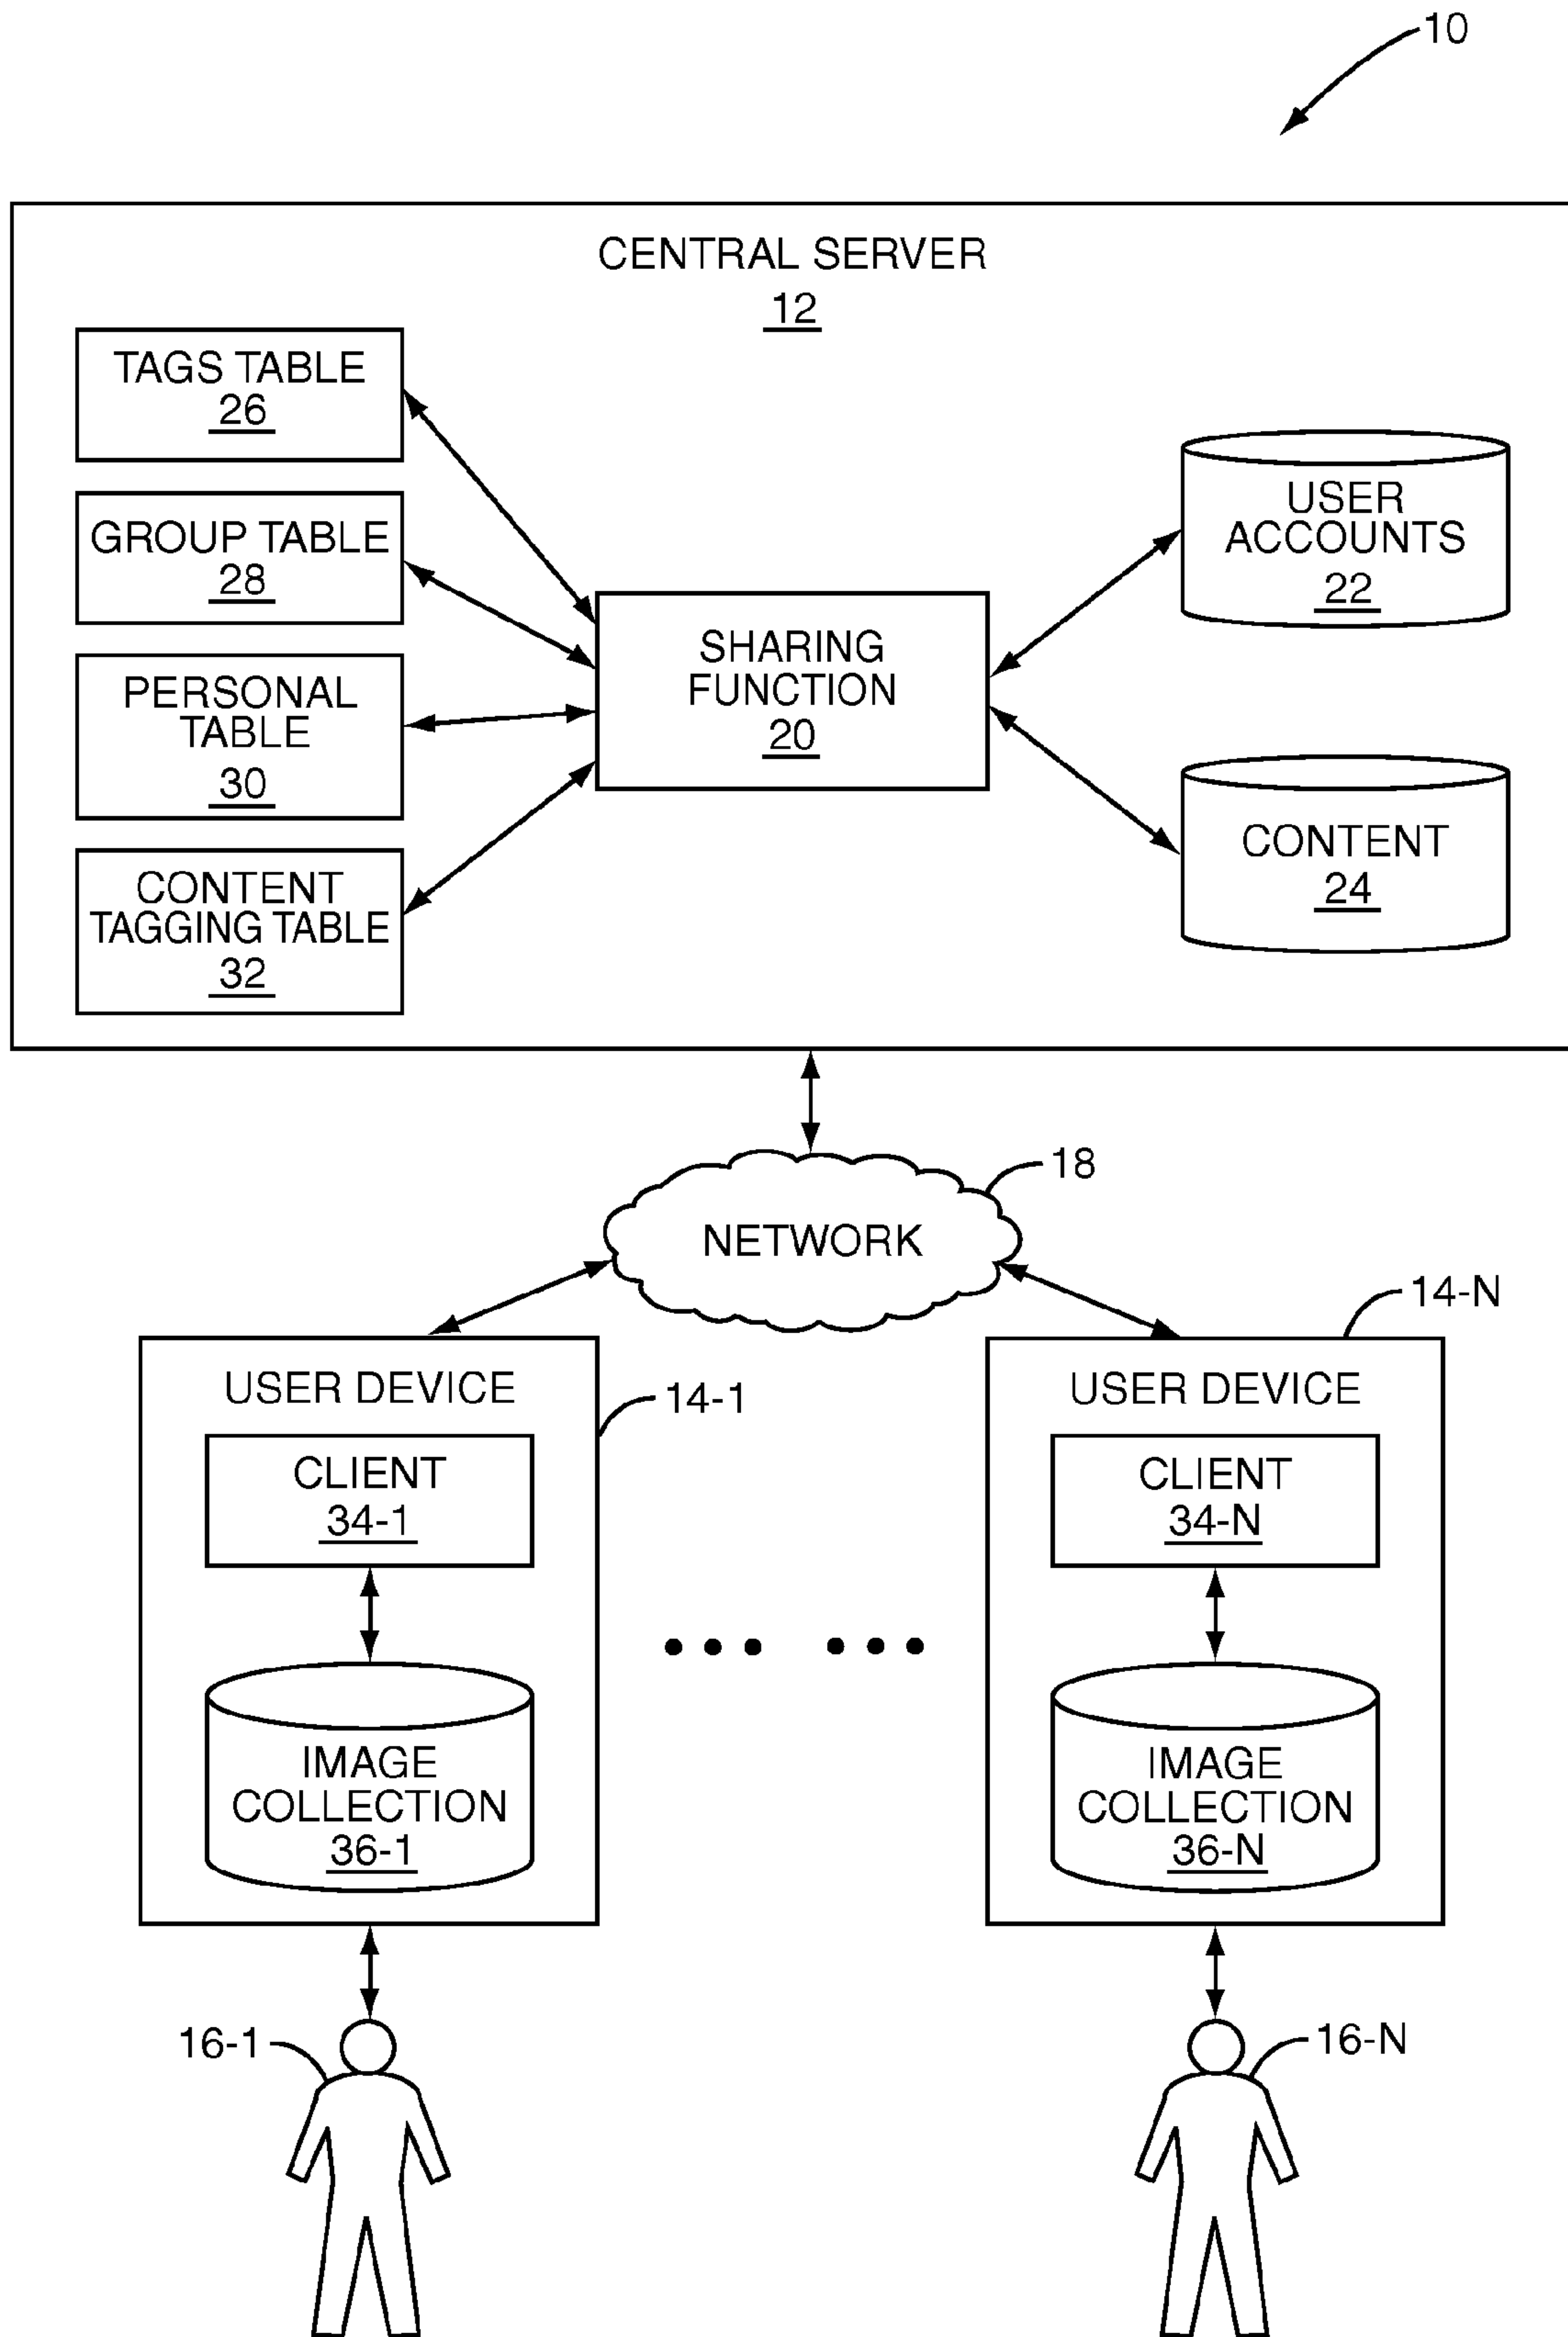 10
CENTRAL SERVER
12
TAGS TABLE
26
GROUP TABLE
28
PERSONAL
TABLE
30
CONTENT
TAGGING TABLE
32
SHARING
FUNCTION
20
USER
ACCOUNTS
22
CONTENT
24
18
NETWORK
14-1
USER DEVICE
CLIENT
34-1
IMAGE
COLLECTION
36-1
14-N
USER DEVICE
CLIENT
34-N
IMAGE
COLLECTION
36-N
16-1
16-N